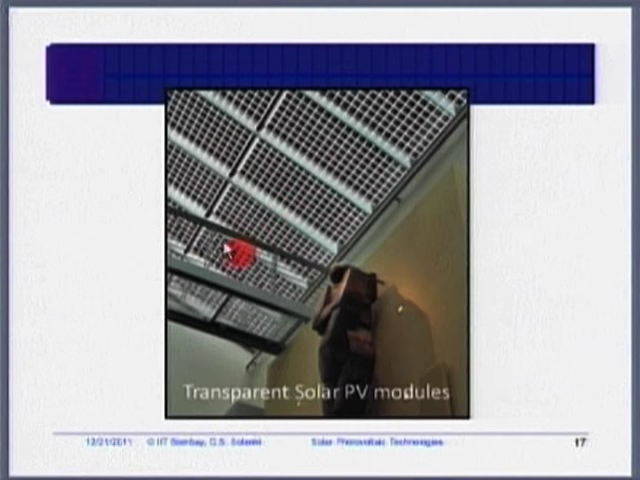 Transparent Solar PV modules
12/21/2011 © IIT Bombay, C.S. Solanki Solar Photovoltaic Technologies 17